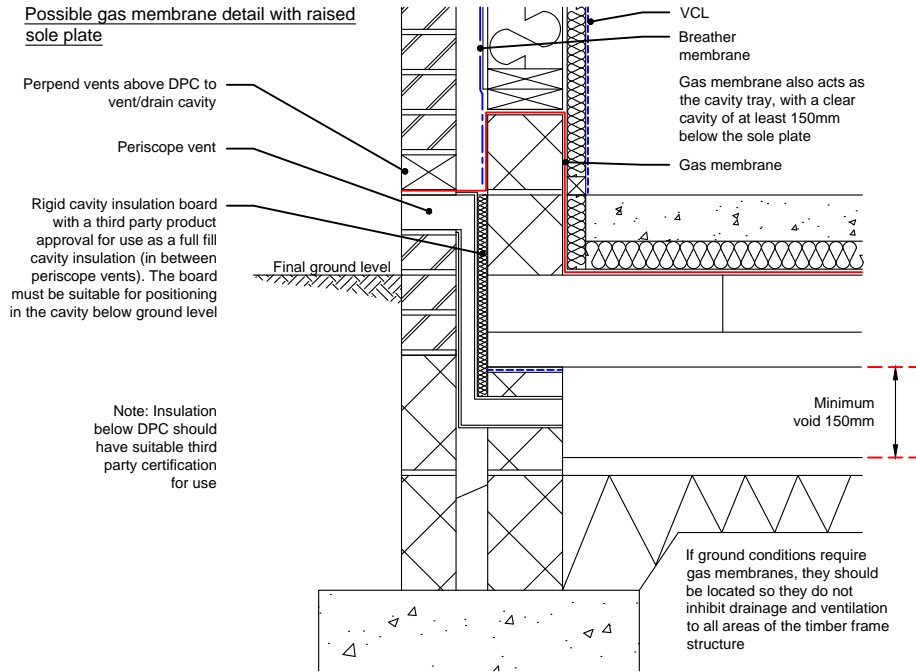 Possible gas membrane detail with raised
sole plate
Perpend vents above DPC to
vent/drain cavity
Periscope vent
Rigid cavity insulation board
with a third party product
approval for use as a full fill
cavity insulation (in between
periscope vents). The board
must be suitable for positioning
in the cavity below ground level
Final ground level
Note: Insulation
below DPC should
have suitable third
party certification
for use
VCL
Breather
membrane
Gas membrane also acts as
the cavity tray, with a clear
cavity of at least 150mm
below the sole plate
Gas membrane
Minimum
void 150mm
If ground conditions require
gas membranes, they should
be located so they do not
inhibit drainage and ventilation
to all areas of the timber frame
structure